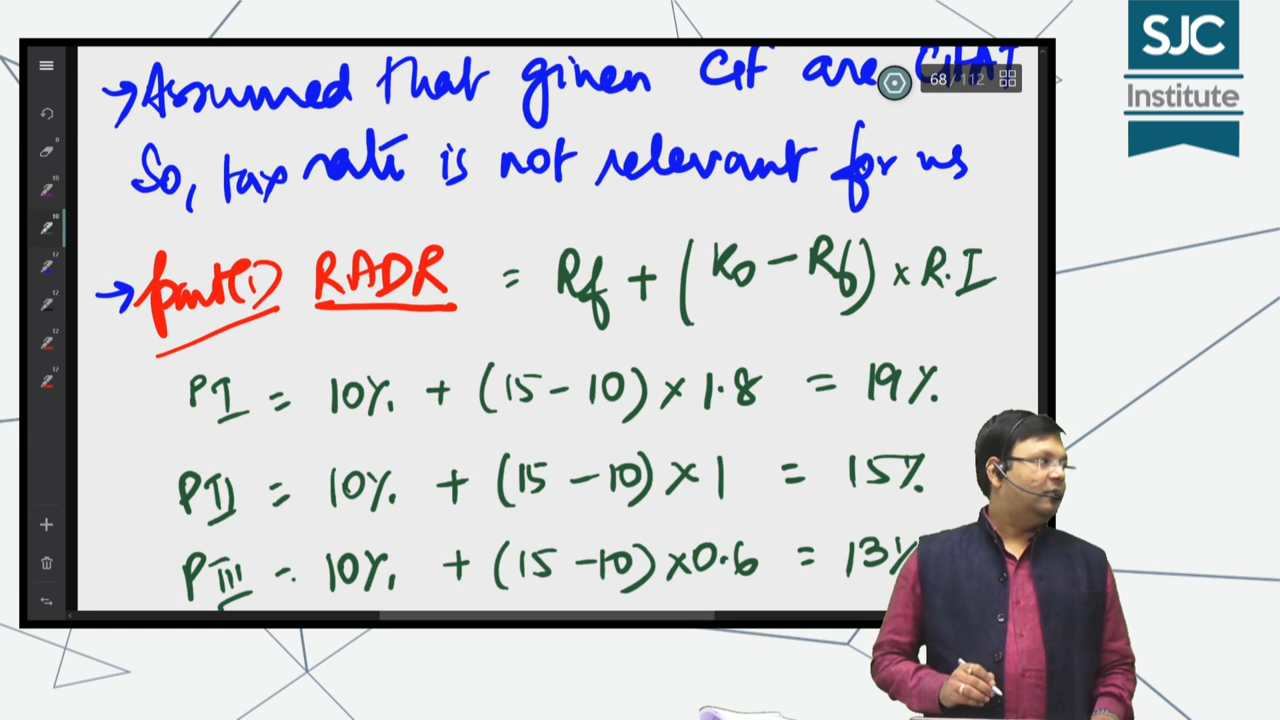 → Assumed that given CF are CFAT
So, tax rate is not relevant for us
→ part(i) RADR = Rf + (Ko - Rf) × R.I
PI = 10% + (15 - 10) × 1.8 = 19%
PII = 10% + (15 - 10) × 1 = 15%
PIII = 10% + (15 - 10) × 0.6 = 13%
68 / 112
SJC
Institute